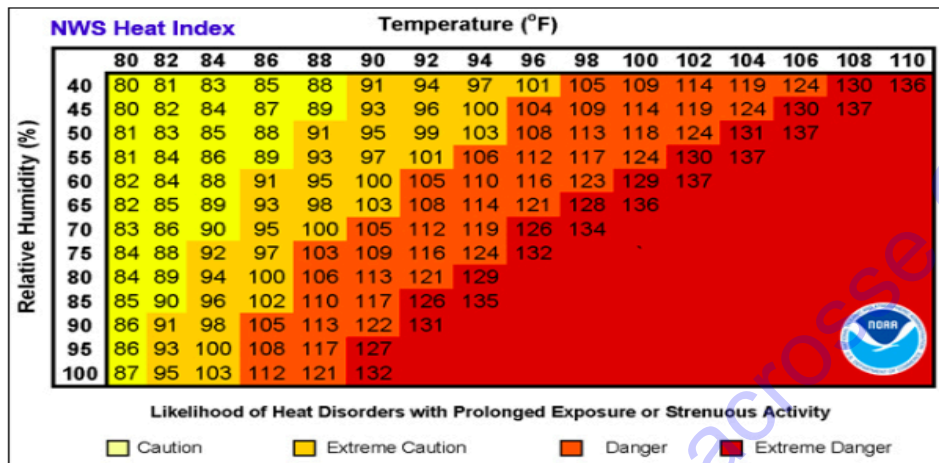 NWS Heat Index Temperature (°F)
80 82 84 86 88 90 92 94 96 98 100 102 104 106 108 110
Relative Humidity (%)
40 80 81 83 85 88 91 94 97 101 105 109 114 119 124 130 136
45 80 82 84 87 89 93 96 100 104 109 114 119 124 130 137
50 81 83 85 88 91 95 99 103 108 113 118 124 131 137
55 81 84 86 89 93 97 101 106 112 117 124 130 137
60 82 84 88 91 95 100 105 110 116 123 129 137
65 82 85 89 93 98 103 108 114 121 128 136
70 83 86 90 95 100 105 112 119 126 134
75 84 88 92 97 103 109 116 124 132
80 84 89 94 100 106 113 121 129
85 85 90 96 102 110 117 126 135
90 86 91 98 105 113 122 131
95 86 93 100 108 117 127
100 87 95 103 112 121 132
NOAA
Likelihood of Heat Disorders with Prolonged Exposure or Strenuous Activity
Caution Extreme Caution Danger Extreme Danger